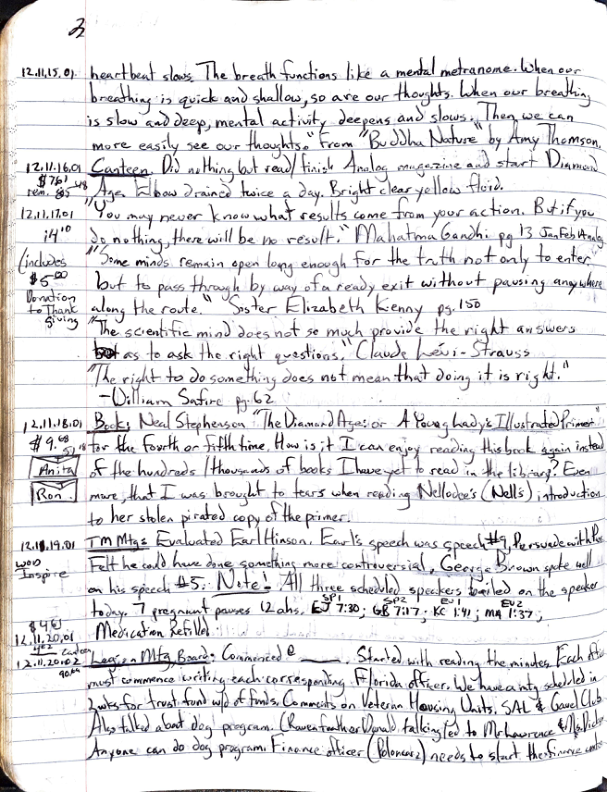 3
12.11.15.01 heartbeat slows. The breath functions like a mental metranome. When our
breathing is quick and shallow, so are our thoughts. When our breathing
is slow and deep, mental activity deepens and slows. Then we can
more easily see our thoughts." From "Buddha Nature" by Amy Thomson.
12.11.16.01 Canteen. Did nothing but read/finish Analog magazine and start Diamond
rem. Age. Elbow drained twice a day. Bright clear yellow fluid.
12.11.17.01 "You may never know what results come from your action. But if you
do nothing, there will be no result." Mahatma Gandhi pg 13 Jan Feb Analog
(includes "Some minds remain open long enough for the truth not only to enter
$5.00 but to pass through by way of a ready exit without pausing anywhere
Donation along the route." Sister Elizabeth Kenny pg. 150
to Thanks
giving "The scientific mind does not so much provide the right answers
as to ask the right questions." Claude Lévi-Strauss
"The right to do something does not mean that doing it is right."
-William Safire pg. 62
12.11.18.01 Book: Neal Stephenson "The Diamond Age: or A Young Lady's Illustrated Primer"
$9.68 for the fourth or fifth time. How is it I can enjoy reading this book again instead
Anita of the hundreds/thousands of books I have yet to read in the library? Even
Ron more, that I was brought to tears when reading Nellodee's (Nell's) introduction
to her stolen pirated copy of the primer.
12.11.19.01 TM Mtg: Evaluated Earl Hinson. Earl's speech was speech #9, Persuade with
WOD Felt he could have done something more controversial, George Brown spoke well
Inspire on his speech #5. Note! All three scheduled speakers failed on the speaker
today. 7 pregnant pauses 12 ahs. SP1 EJ 7:30; SP2 GB 7:17; EV1 KC 1:41; EV2 MA 1:37;
12.11.20.01 Medication Refilled.
12.11.20.02 Legion Mtg, Board: Commenced @ ____. Started with reading the minutes. Each
must commence writing each corresponding Florida officer. We have a mtg scheduled in
2 wks for trust fund w/d of funds. Comments on Veteran Housing Units, SAL & Gavel Club
Also talked about dog program. (Ravenfeather Donald talking to) Mr Lawrence &
Anyone can do dog program. Finance officer needs to start the finance